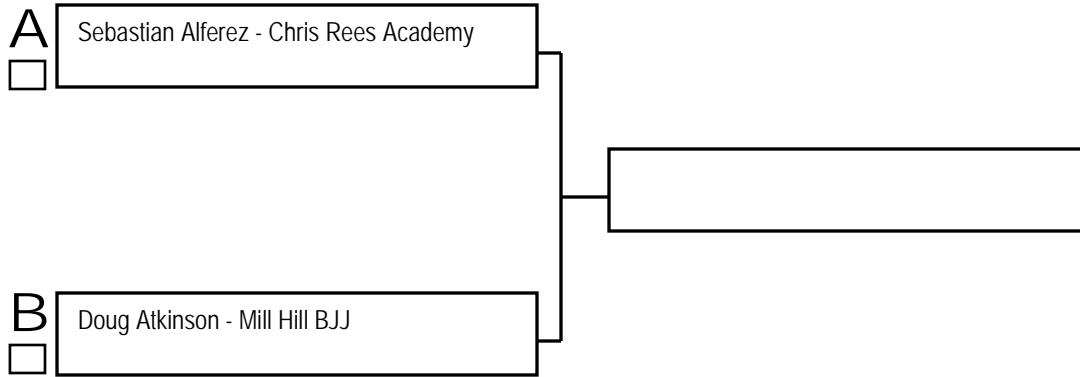 A
Sebastian Alferez - Chris Rees Academy
B
Doug Atkinson - Mill Hill BJJ